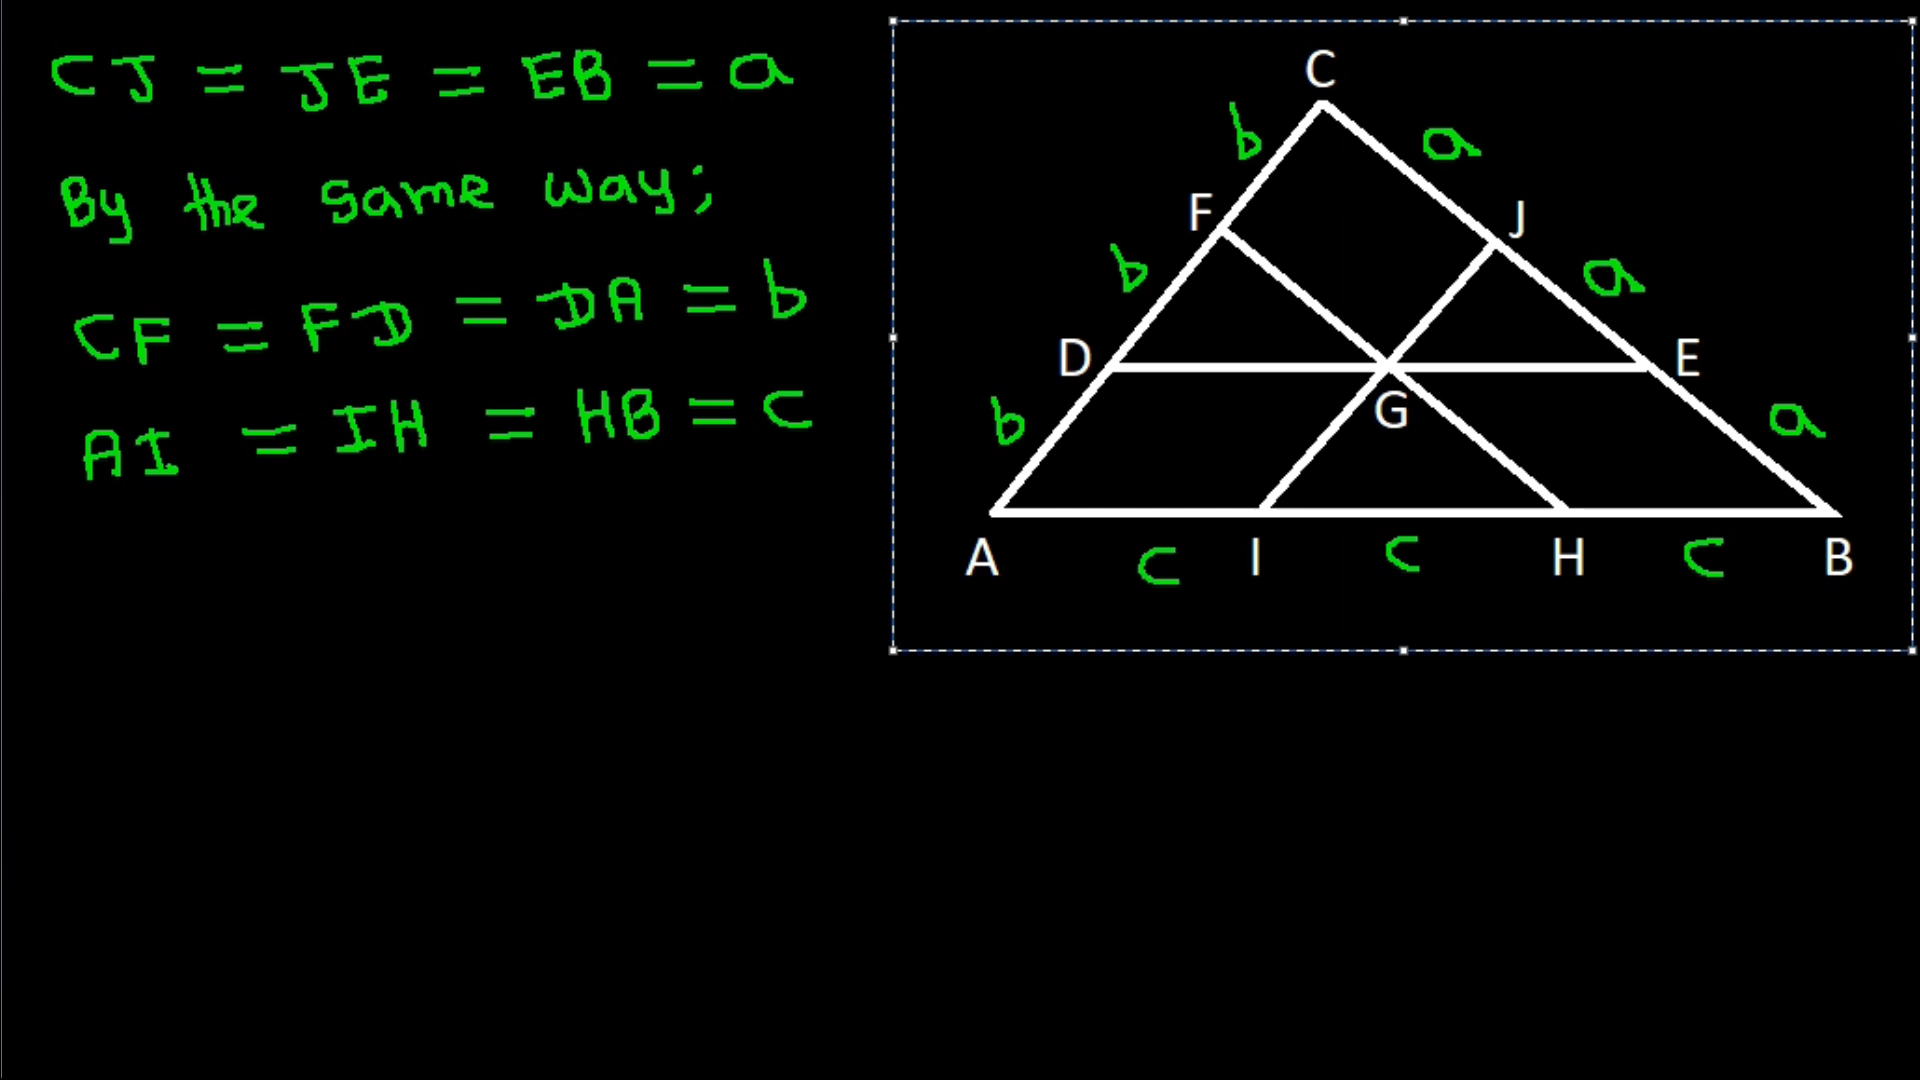 CJ = JE = EB = a
By the same way;
CF = FD = DA = b
AI = IH = HB = c
C
b
a
F
J
b
a
D
E
G
b
a
A
c
I
c
H
c
B